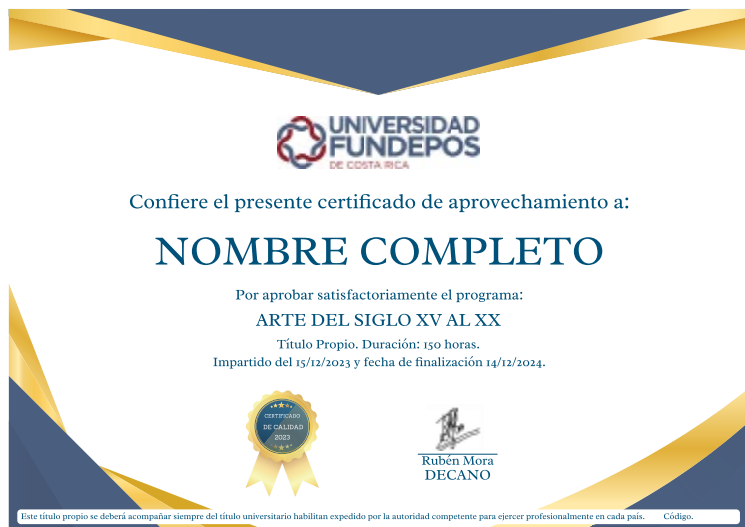 UNIVERSIDAD
FUNDEPOS
DE COSTA RICA
Confiere el presente certificado de aprovechamiento a:
NOMBRE COMPLETO
Por aprobar satisfactoriamente el programa:
ARTE DEL SIGLO XV AL XX
Título Propio. Duración: 150 horas.
Impartido del 15/12/2023 y fecha de finalización 14/12/2024.
CERTIFICADO
DE CALIDAD
2023
Rubén Mora
DECANO
Este título propio se deberá acompañar siempre del título universitario habilitan expedido por la autoridad competente para ejercer profesionalmente en cada país. Código.